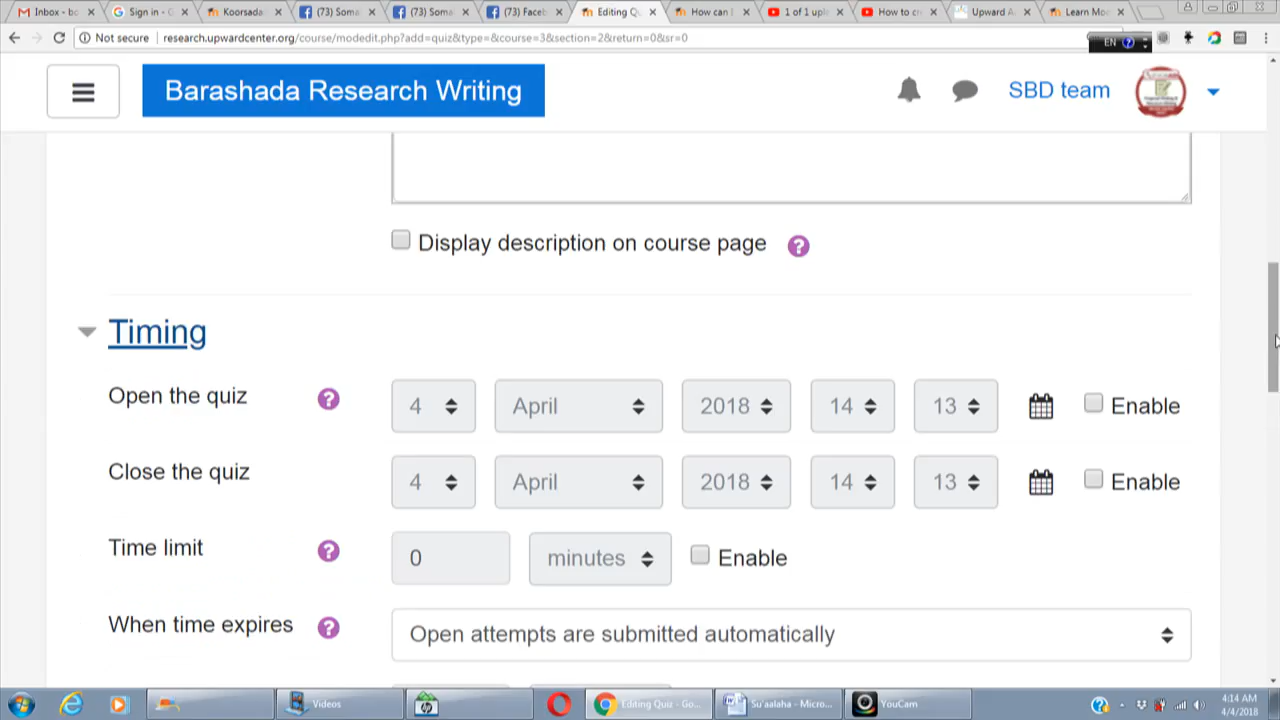 Inbox - bo
Sign in - G
Koorsada
(73) Soma
(73) Soma
(73) Faceb
Editing Qu
How can I
1 of 1 uplo
How to cr
Upward A
Learn Moo
Not secure
research.upwardcenter.org/course/modedit.php?add=quiz&type=&course=3&section=2&return=0&sr=0
EN
Barashada Research Writing
SBD team
Display description on course page
Timing
Open the quiz ? 4 April 2018 14 13 Enable
Close the quiz 4 April 2018 14 13 Enable
Time limit ? 0 minutes Enable
When time expires ? Open attempts are submitted automatically
Videos
Editing Quiz - Go...
Su'aalaha - Micro...
YouCam
4:14 AM
4/4/2018